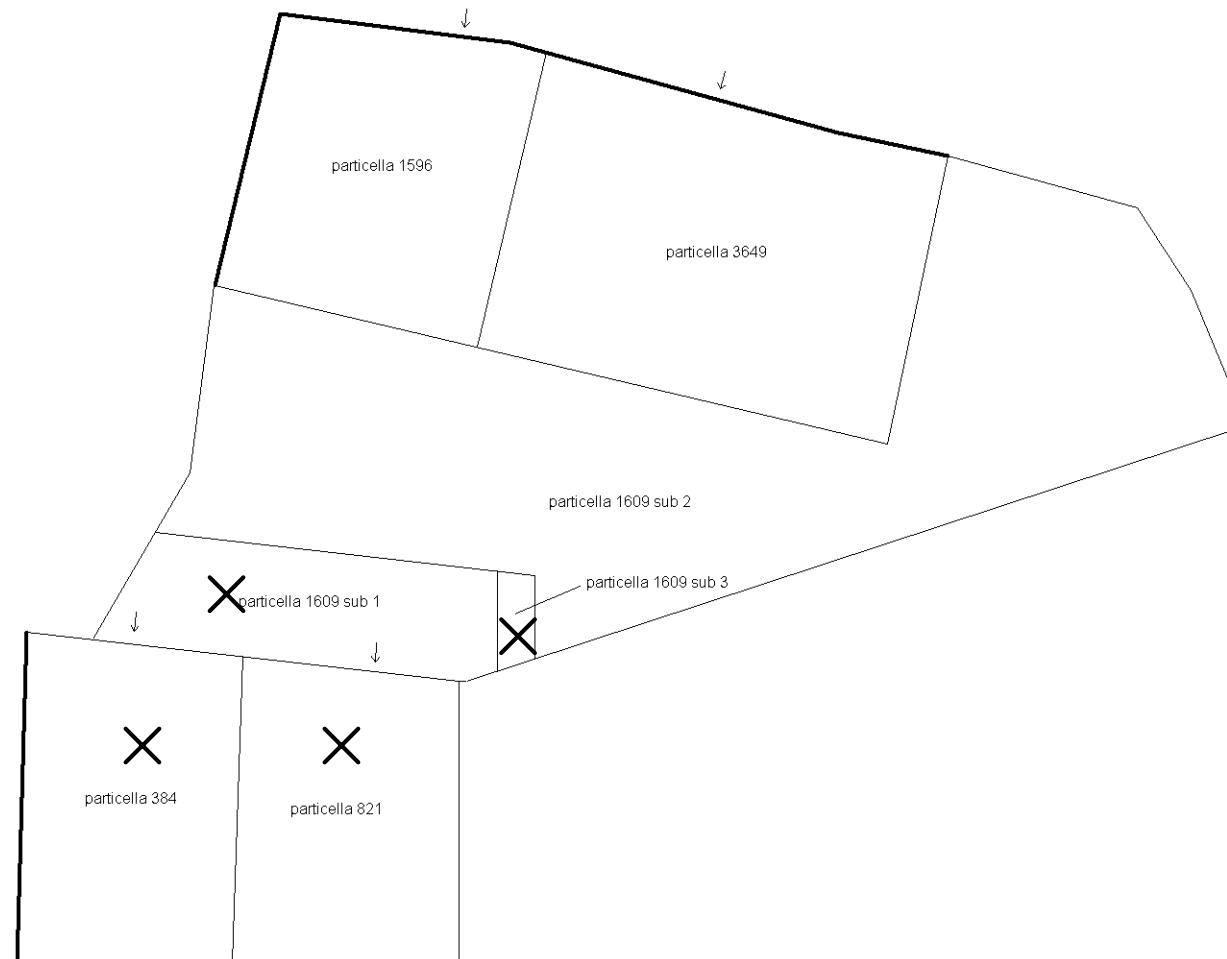 particella 1596
particella 3649
particella 1609 sub 2
particella 1609 sub 3
particella 1609 sub 1
particella 384
particella 821